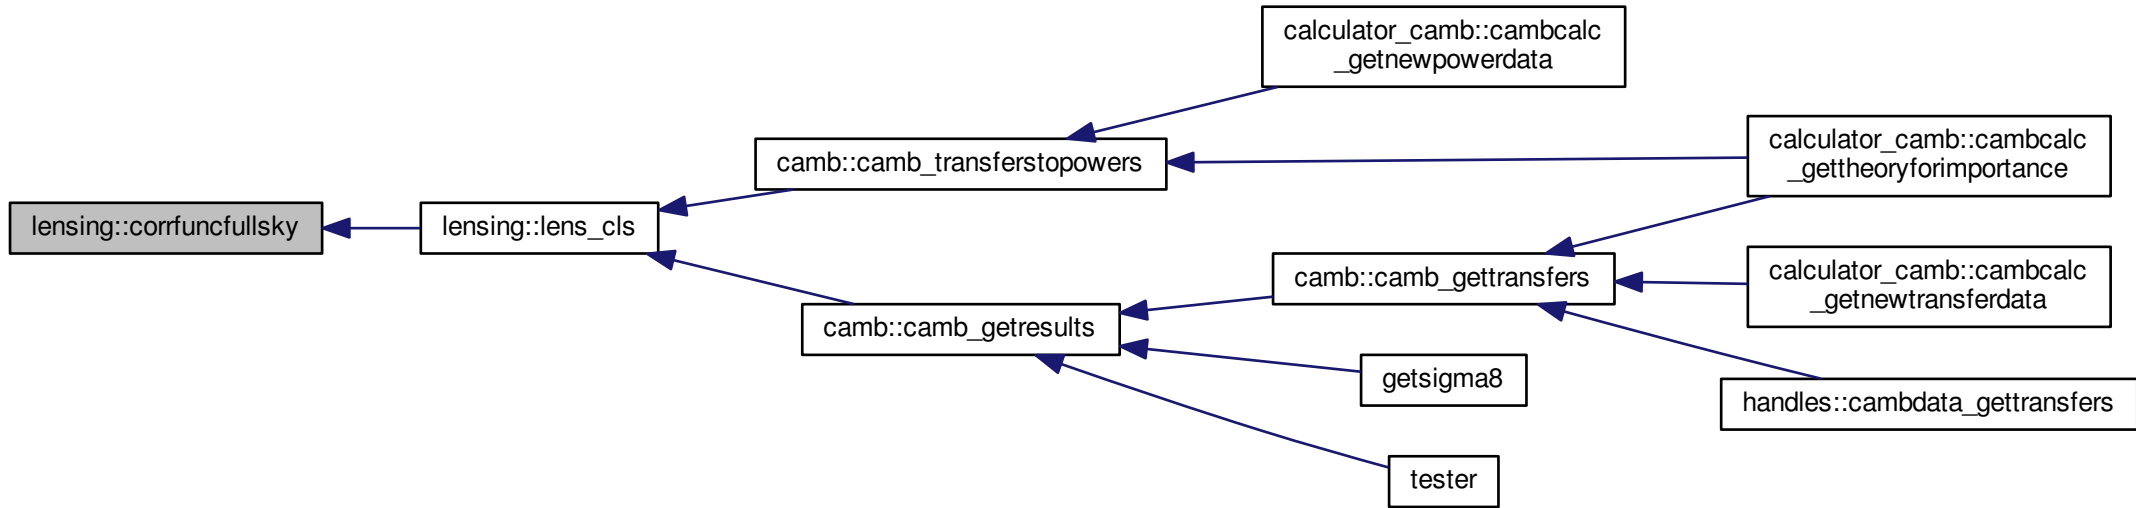 calculator_camb::cambcalc
_getnewpowerdata
calculator_camb::cambcalc
_gettheoryforimportance
camb::camb_transferstopowers
lensing::corrfuncfullsky
lensing::lens_cls
camb::camb_gettransfers
calculator_camb::cambcalc
_getnewtransferdata
camb::camb_getresults
getsigma8
handles::cambdata_gettransfers
tester